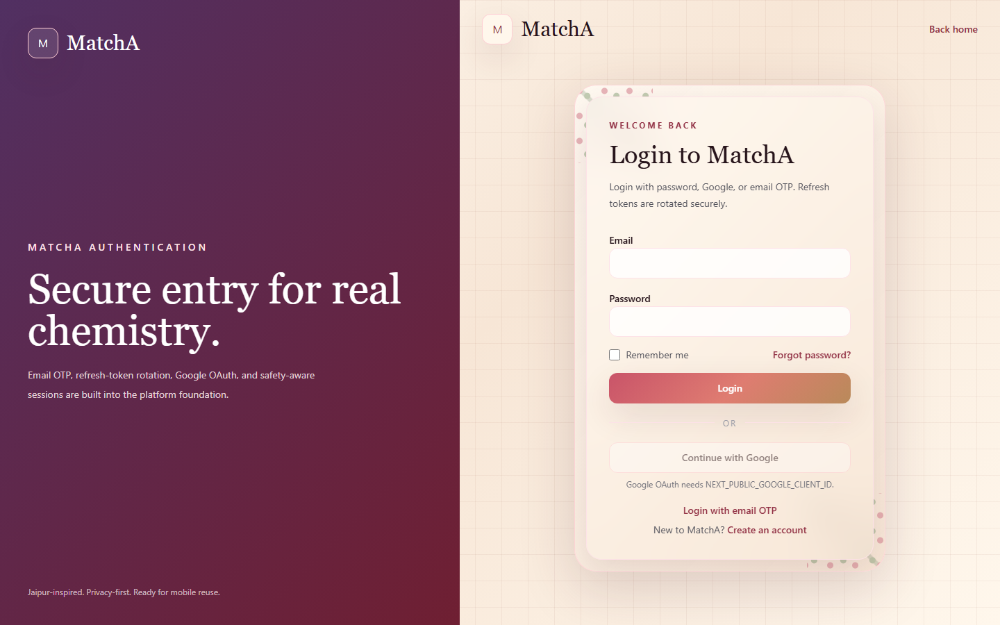 M MatchA
MATCHA AUTHENTICATION
Secure entry for real
chemistry.
Email OTP, refresh-token rotation, Google OAuth, and safety-aware
sessions are built into the platform foundation.
Jaipur-inspired. Privacy-first. Ready for mobile reuse.
M MatchA
Back home
WELCOME BACK
Login to MatchA
Login with password, Google, or email OTP. Refresh
tokens are rotated securely.
Email
Password
Remember me
Forgot password?
Login
OR
Continue with Google
Google OAuth needs NEXT_PUBLIC_GOOGLE_CLIENT_ID.
Login with email OTP
New to MatchA? Create an account